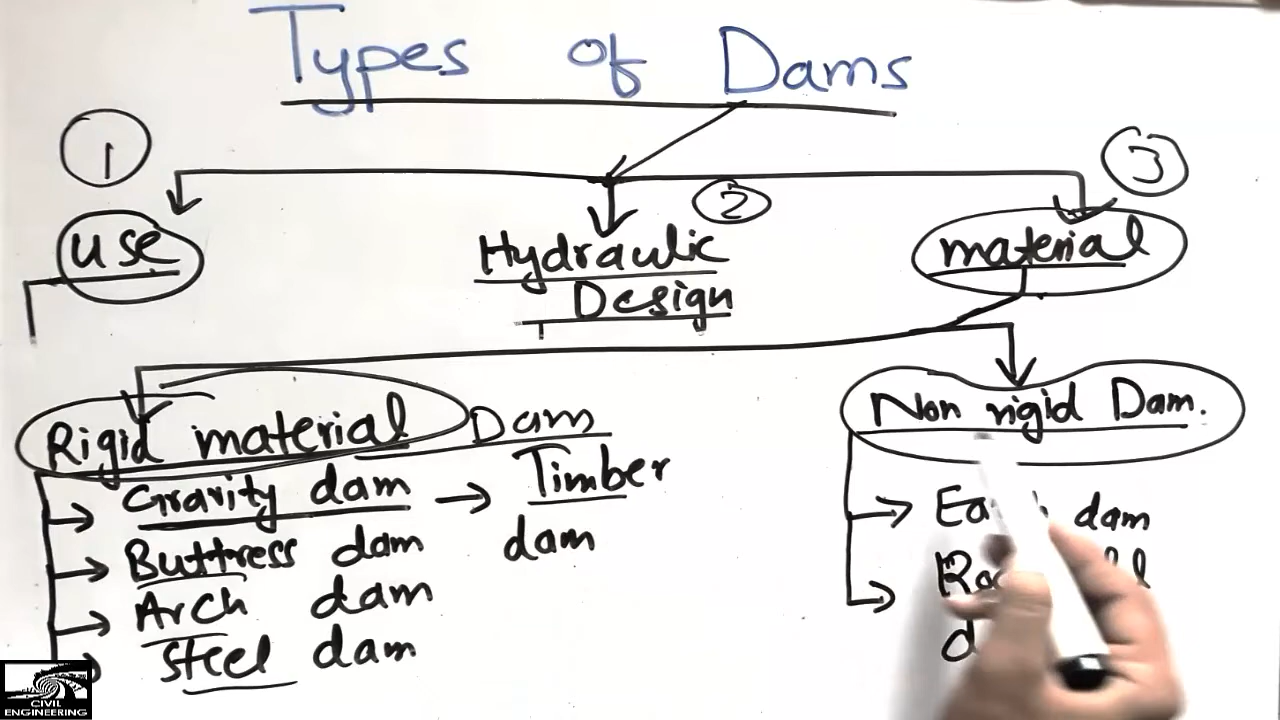 Types of Dams
1
2
3
use
Hydraulic
Design
material
Rigid material Dam
Gravity dam → Timber
dam
Buttress dam
Arch dam
Steel dam
Non rigid Dam.
dam
CIVIL
ENGINEERING